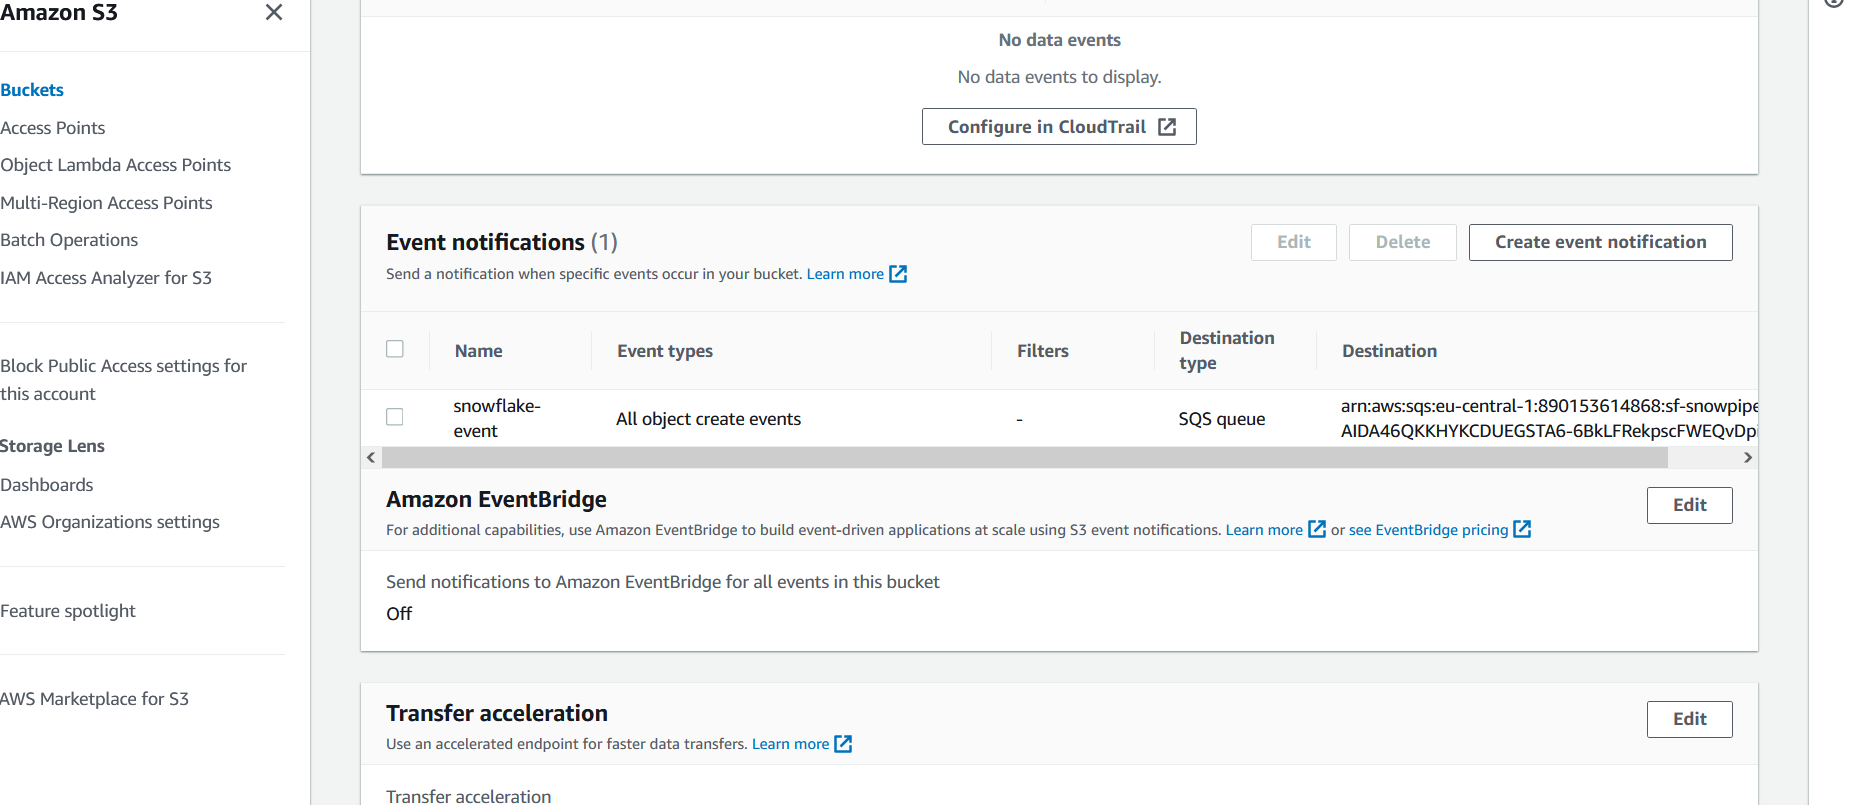 Amazon S3
Buckets
Access Points
Object Lambda Access Points
Multi-Region Access Points
Batch Operations
IAM Access Analyzer for S3
Block Public Access settings for
this account
Storage Lens
Dashboards
AWS Organizations settings
Feature spotlight
AWS Marketplace for S3
No data events
No data events to display.
Configure in CloudTrail
Event notifications (1)
Send a notification when specific events occur in your bucket. Learn more
Edit
Delete
Create event notification
Name
Event types
Filters
Destination
type
Destination
snowflake-
event
All object create events
-
SQS queue
arn:aws:sqs:eu-central-1:890153614868:sf-snowpipe
AIDA46QKKHYKCDUEGSTA6-6BkLFRekpscFWEQvDpi
Amazon EventBridge
For additional capabilities, use Amazon EventBridge to build event-driven applications at scale using S3 event notifications. Learn more or see EventBridge pricing
Edit
Send notifications to Amazon EventBridge for all events in this bucket
Off
Transfer acceleration
Use an accelerated endpoint for faster data transfers. Learn more
Edit
Transfer acceleration